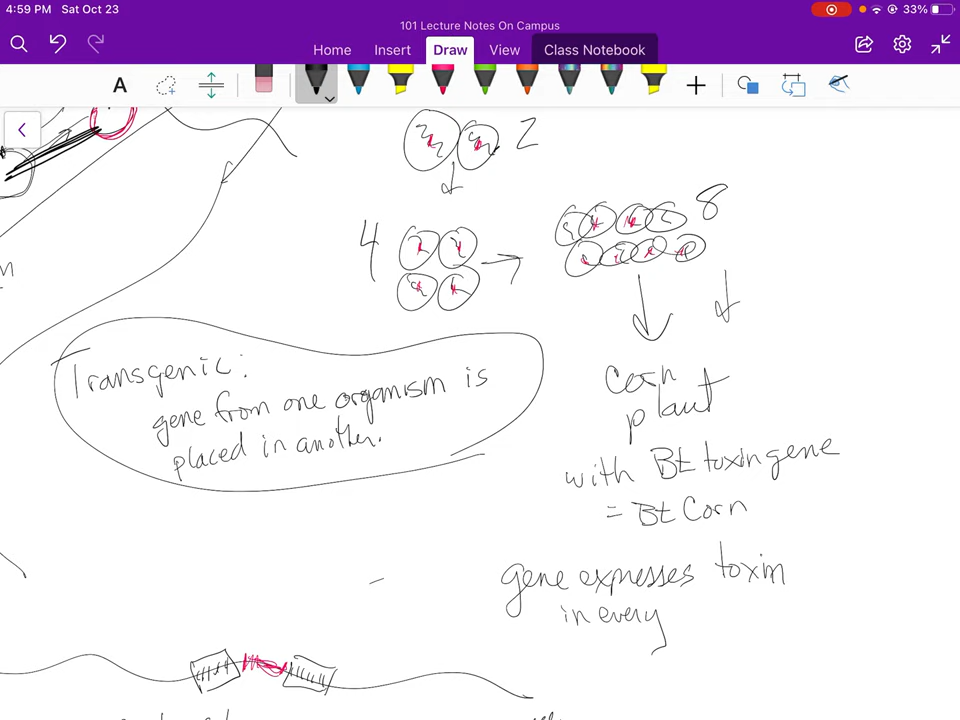 4:59 PM Sat Oct 23
33%
101 Lecture Notes On Campus
Home Insert Draw View Class Notebook
A
2
4
8
Transgenic:
gene from one organism is
placed in another.
corn
plant
with Bt toxin gene
= Bt Corn
gene expresses toxin
in every